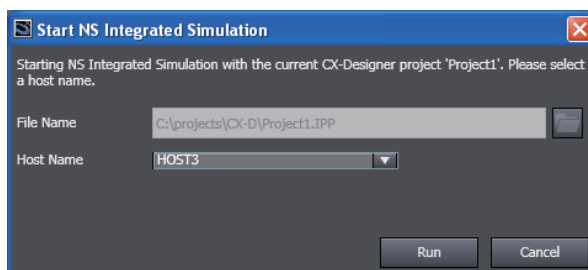 Start NS Integrated Simulation
Starting NS Integrated Simulation with the current CX-Designer project 'Project1'. Please select
a host name.
File Name
C:\projects\CX-D\Project1.IPP
Host Name
HOST3
Run
Cancel